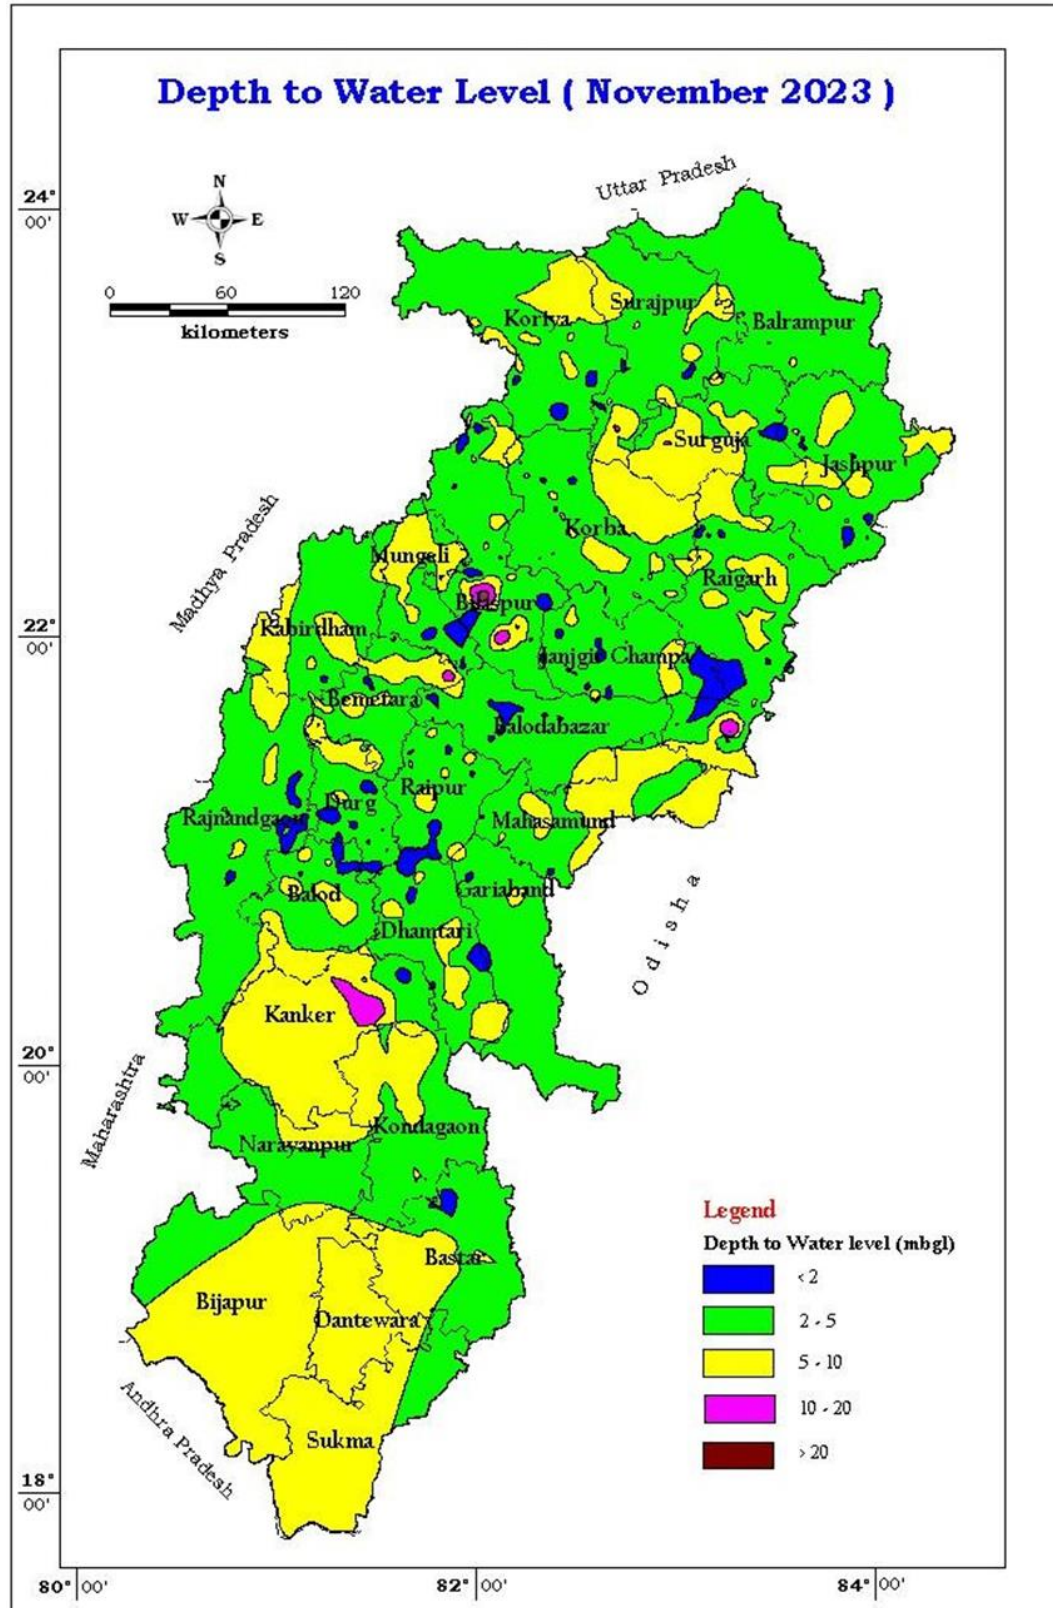 Depth to Water Level ( November 2023 )
Uttar Pradesh
24°
00'
N
W E
S
0 60 120
kilometers
Koriya
Surajpur
Balrampur
Surguja
Jashpur
Madhya Pradesh
Korba
Mungeli
Raigarh
Bilaspur
22°
00'
Kabirdham
Janjgir Champa
Bemetara
Balodabazar
Raipur
Durg
Rajnandgaon
Mahasamund
Balod
Gariaband
Dhamtari
Odisha
Kanker
20°
00'
Maharashtra
Kondagaon
Narayanpur
Legend
Depth to Water level (mbgl)
Bastar
< 2
Bijapur
Dantewara
2 - 5
5 - 10
Andhra Pradesh
10 - 20
Sukma
> 20
18°
00'
80° 00'
82° 00'
84° 00'